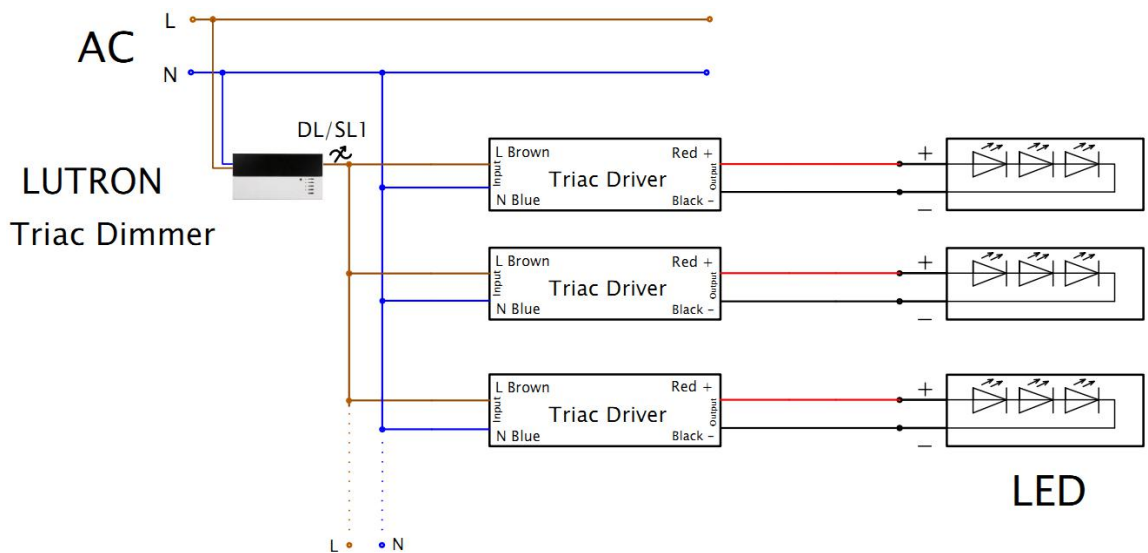 L
AC
N
DL/SL1
LUTRON
Triac Dimmer
L Brown
Input
N Blue
Triac Driver
Red +
Output
Black -
+
–
L Brown
Input
N Blue
Triac Driver
Red +
Output
Black -
+
–
L Brown
Input
N Blue
Triac Driver
Red +
Output
Black -
+
–
LED
L
N